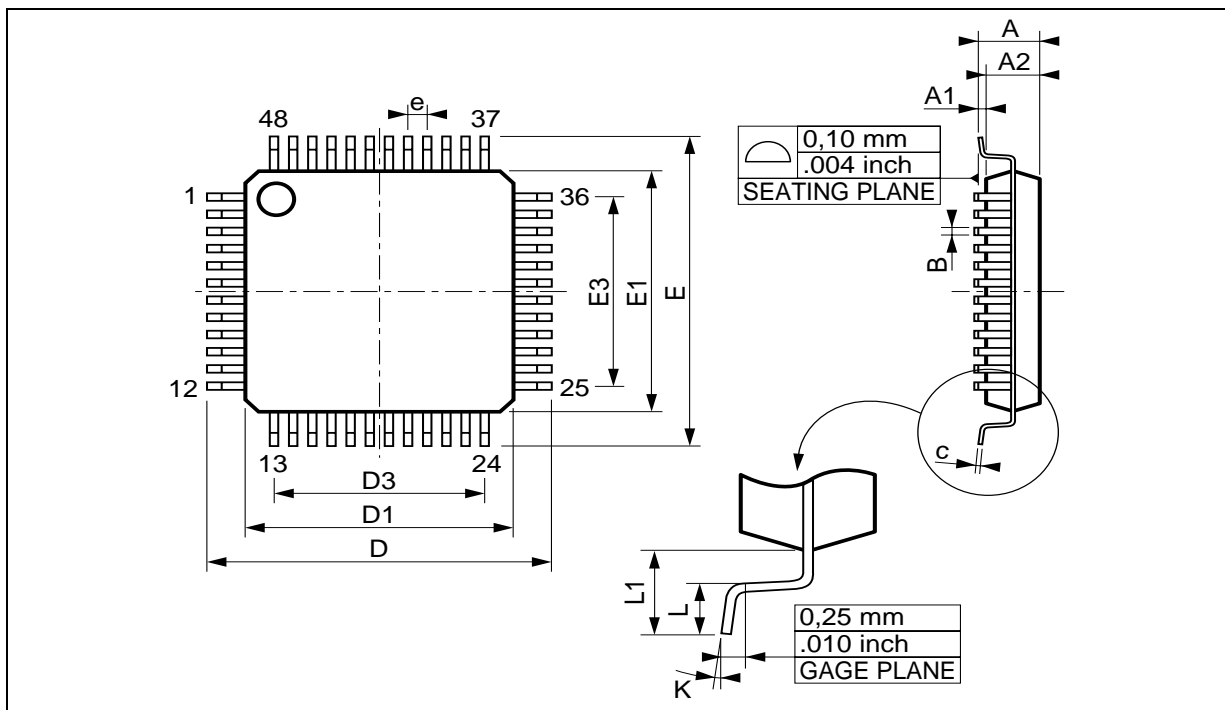 A
A2
A1
e
48
37
0,10 mm
.004 inch
SEATING PLANE
1
36
B
E3
E1
E
12
25
c
13
24
D3
D1
D
L1
L
0,25 mm
.010 inch
GAGE PLANE
K